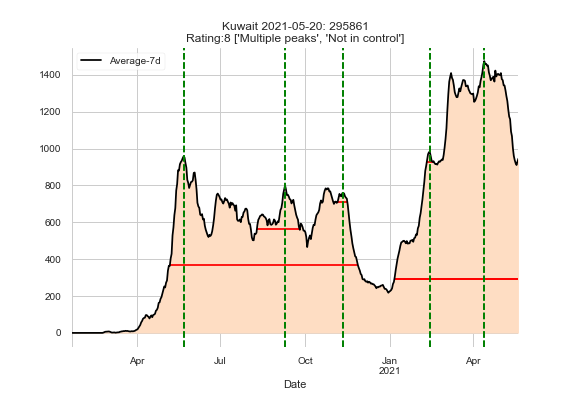 Kuwait 2021-05-20: 295861
Rating:8 ['Multiple peaks', 'Not in control']
Average-7d
1400
1200
1000
800
600
400
200
0
Apr
Jul
Oct
Jan
2021
Apr
Date